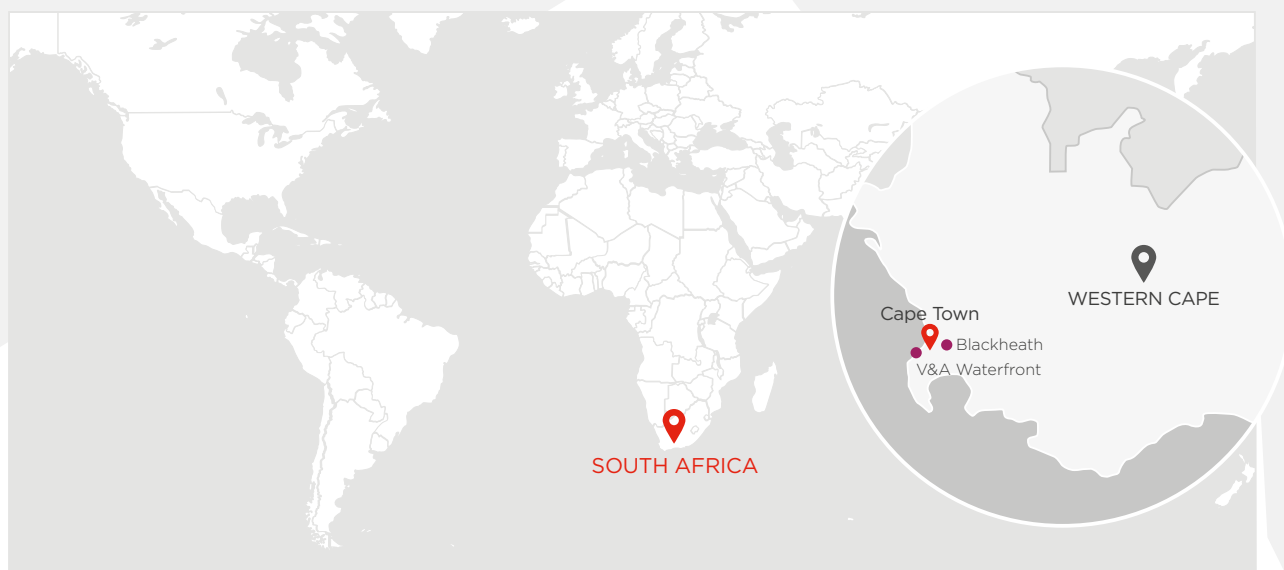 WESTERN CAPE
Cape Town
Blackheath
V&A Waterfront
SOUTH AFRICA